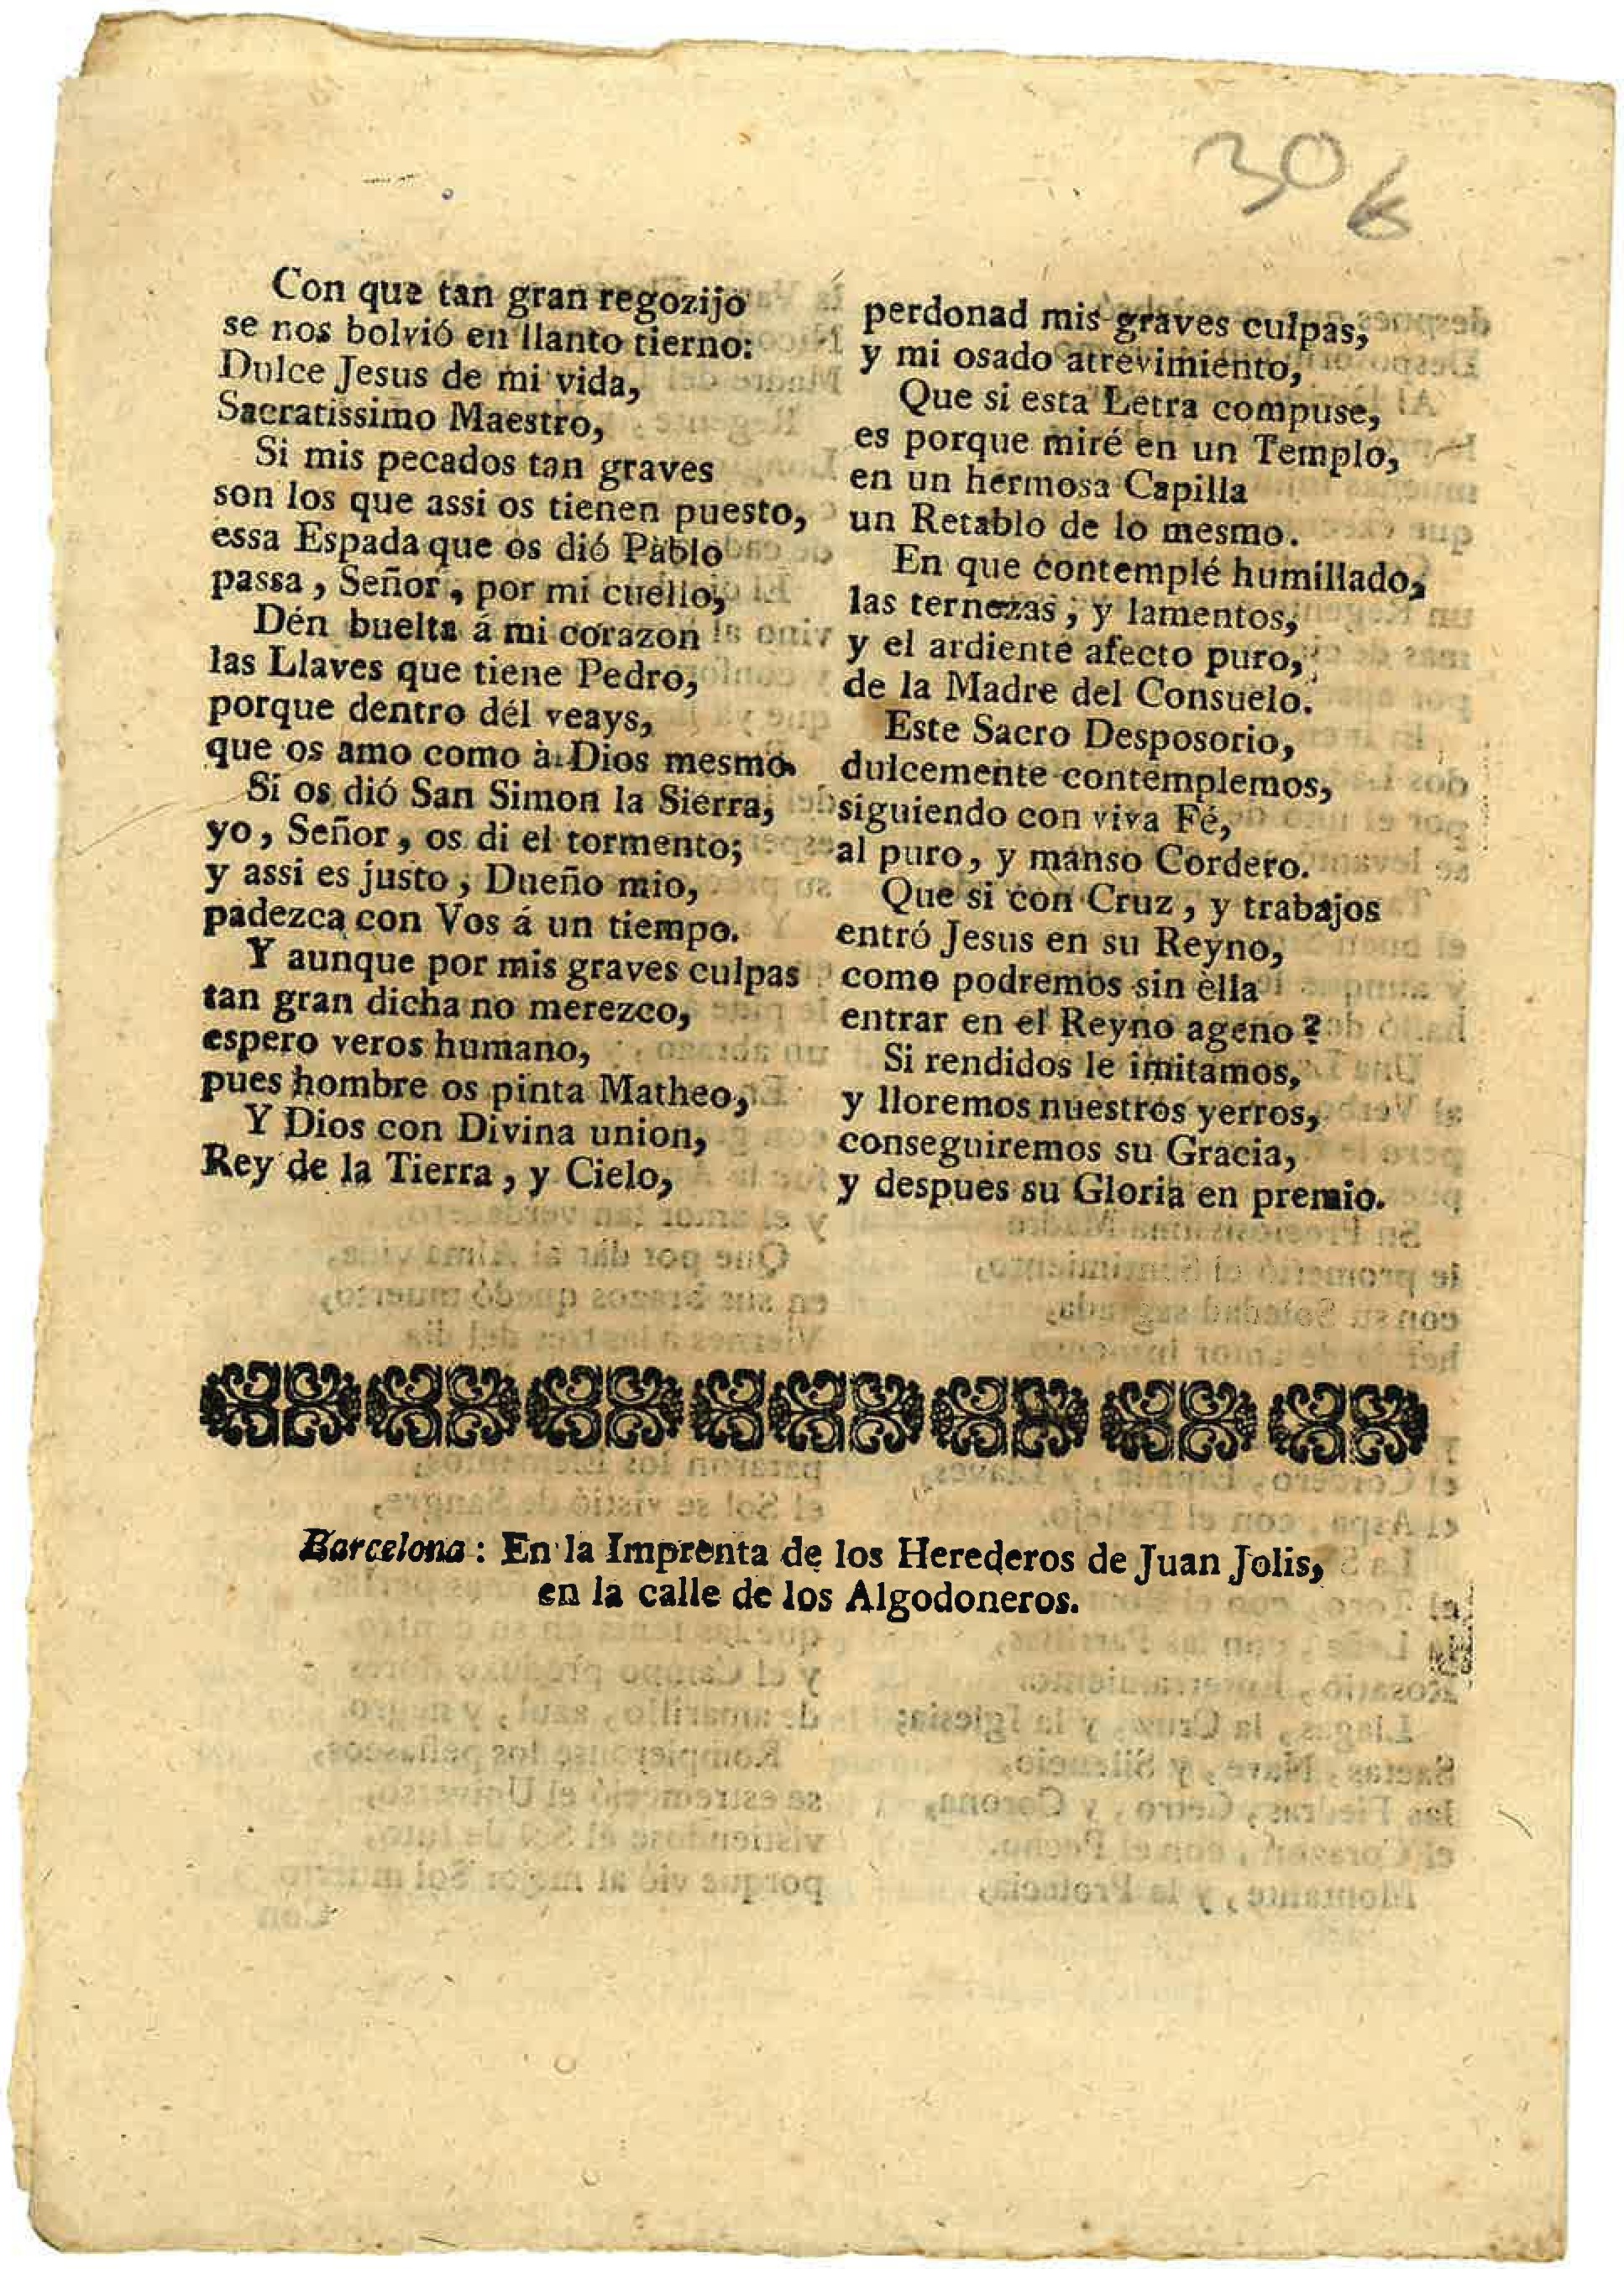 30
Con que tan gran regozijo
se nos bolvió en llanto tierno:
Dulce Jesus de mi vida,
Sacratissimo Maestro,
Si mis pecados tan graves
son los que assi os tienen puesto,
essa Espada que os dió Pablo
passa, Señor, por mi cuello,
Dén buelta á mi corazon
las Llaves que tiene Pedro,
porque dentro dél veays,
que os amo como à Dios mesmo.
Si os dió San Simon la Sierra,
yo, Señor, os di el tormento;
y assi es justo, Dueño mio,
padezca con Vos á un tiempo.
Y aunque por mis graves culpas
tan gran dicha no merezco,
espero veros humano,
pues hombre os pinta Matheo,
Y Dios con Divina union,
Rey de la Tierra, y Cielo,
perdonad mis graves culpas,
y mi osado atrevimiento,
Que si esta Letra compuse,
es porque miré en un Templo,
en un hermosa Capilla
un Retablo de lo mesmo.
En que contemplé humillado,
las ternezas, y lamentos,
y el ardiente afecto puro,
de la Madre del Consuelo.
Este Sacro Desposorio,
dulcemente contemplemos,
siguiendo con viva Fé,
al puro, y manso Cordero.
Que si con Cruz, y trabajos
entró Jesus en su Reyno,
como podremos sin èlla
entrar en el Reyno ageno?
Si rendidos le imitamos,
y lloremos nuestros yerros,
conseguiremos su Gracia,
y despues su Gloria en premio.
Barcelona: En la Imprenta de los Herederos de Juan Jolis,
en la calle de los Algodoneros.